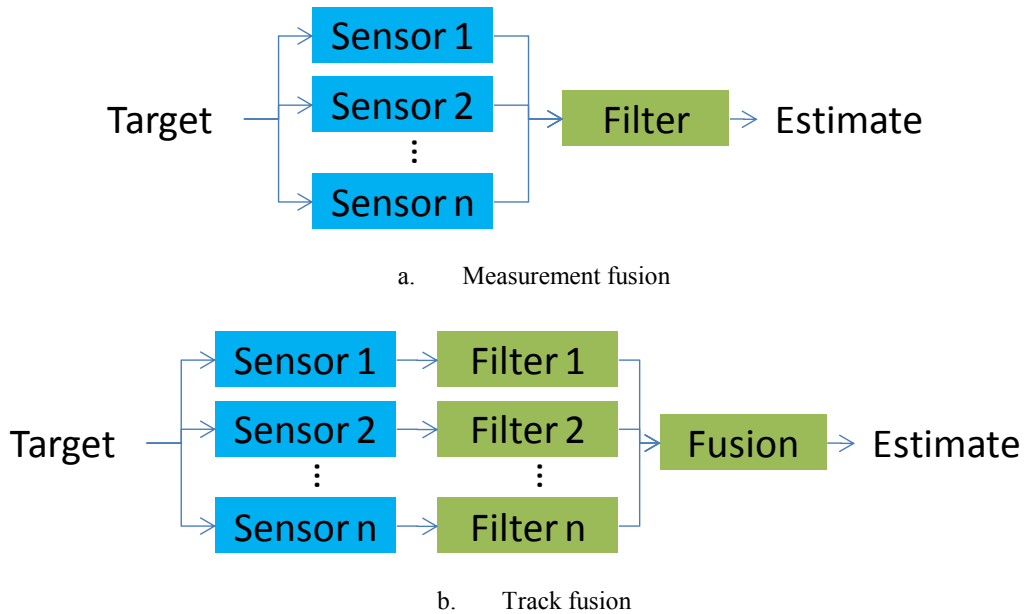 Sensor 1
Target
Sensor 2
Filter
Estimate
...
Sensor n
a. Measurement fusion
Sensor 1
Filter 1
Target
Sensor 2
Filter 2
Fusion
Estimate
... ...
Sensor n
Filter n
b. Track fusion